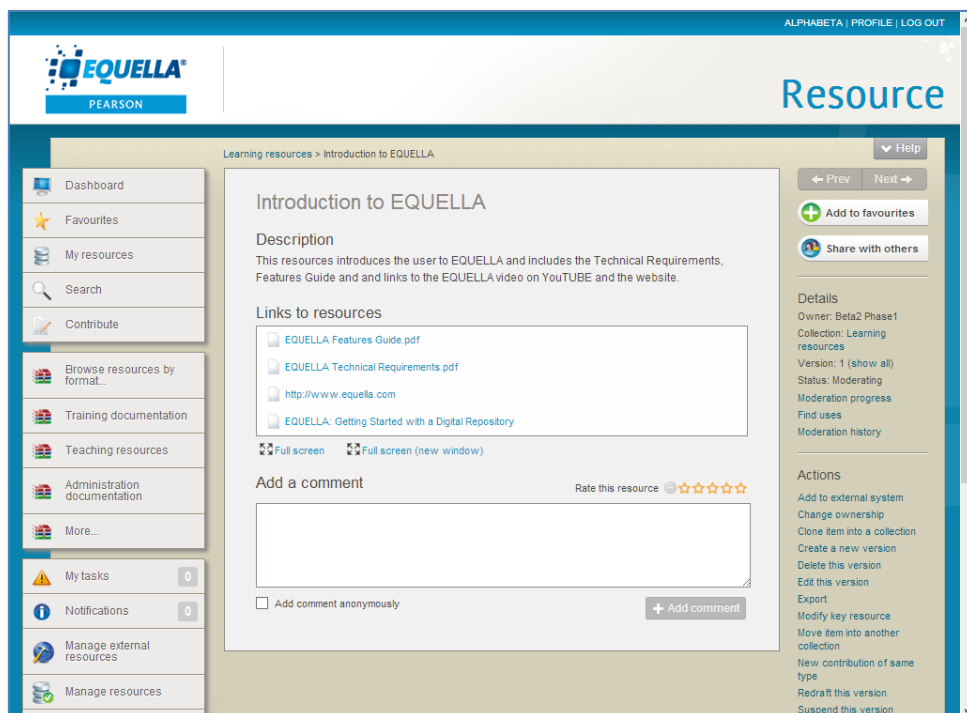 ALPHABETA | PROFILE | LOG OUT
EQUELLA®
PEARSON
Resource
Learning resources > Introduction to EQUELLA
Help
Dashboard
Favourites
My resources
Search
Contribute
Browse resources by
format...
Training documentation
Teaching resources
Administration
documentation
More...
My tasks
0
Notifications
0
Manage external
resources
Manage resources
Introduction to EQUELLA
Description
This resources introduces the user to EQUELLA and includes the Technical Requirements,
Features Guide and and links to the EQUELLA video on YouTUBE and the website.
Links to resources
EQUELLA Features Guide.pdf
EQUELLA Technical Requirements.pdf
http://www.equella.com
EQUELLA: Getting Started with a Digital Repository
Full screen
Full screen (new window)
Add a comment
Rate this resource
Add comment anonymously
Add comment
Prev
Next
Add to favourites
Share with others
Details
Owner: Beta2 Phase1
Collection: Learning
resources
Version: 1 (show all)
Status: Moderating
Moderation progress
Find uses
Moderation history
Actions
Add to external system
Change ownership
Clone item into a collection
Create a new version
Delete this version
Edit this version
Export
Modify key resource
Move item into another
collection
New contribution of same
type
Redraft this version
Suspend this version